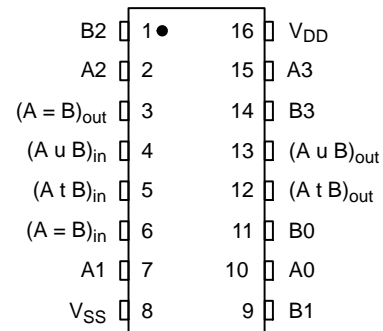 B2 1 16 VDD
A2 2 15 A3
(A = B)out 3 14 B3
(A u B)in 4 13 (A u B)out
(A t B)in 5 12 (A t B)out
(A = B)in 6 11 B0
A1 7 10 A0
VSS 8 9 B1